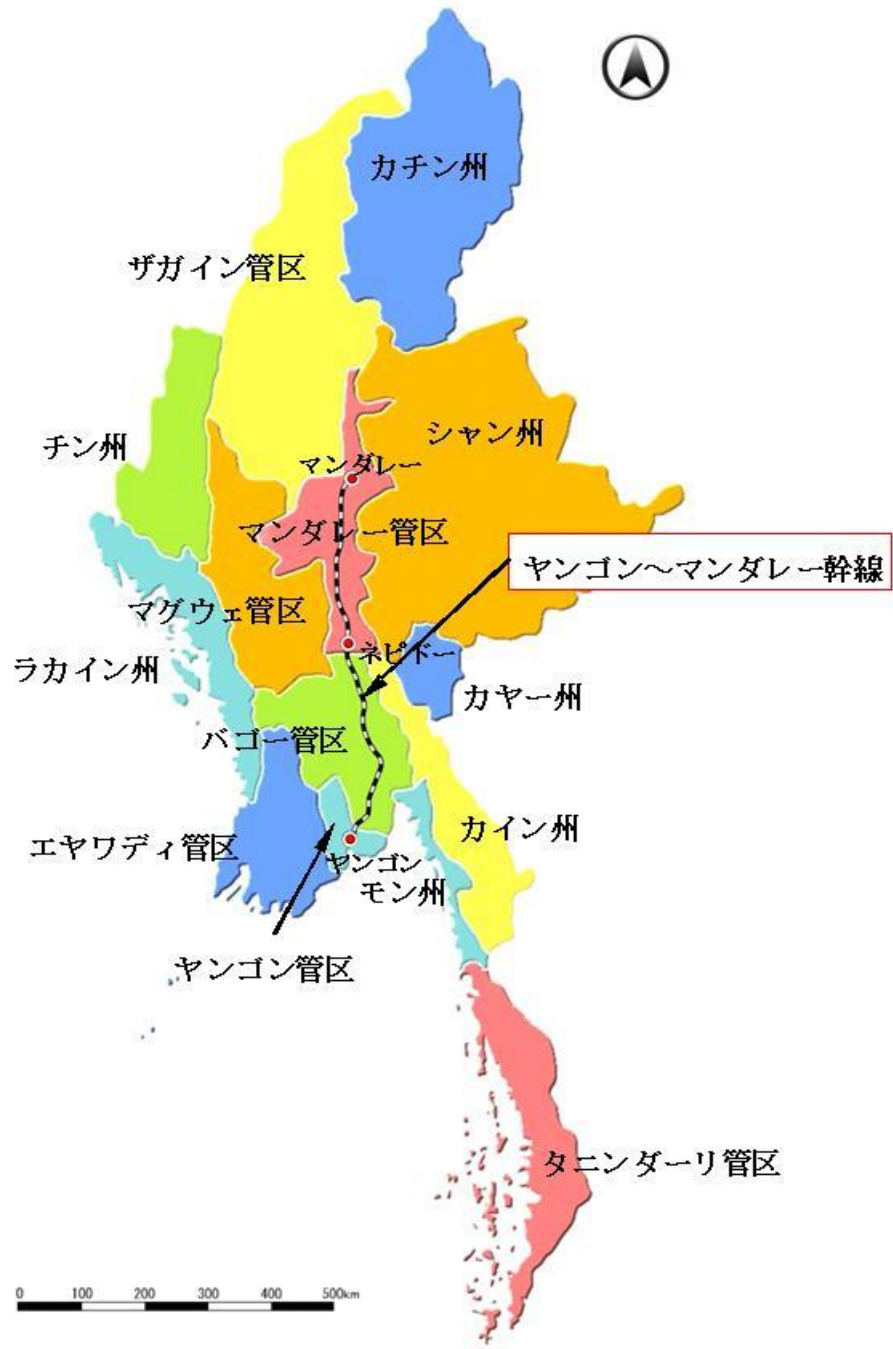 カチン州
ザガイン管区
チン州
シャン州
マンダレー
マンダレー管区
ヤンゴン～マンダレー幹線
マグウェ管区
ネピドー
ラカイン州
カヤー州
バゴー管区
カイン州
エヤワディ管区
ヤンゴン
モン州
ヤンゴン管区
タニンダーリ管区
0 100 200 300 400 500km